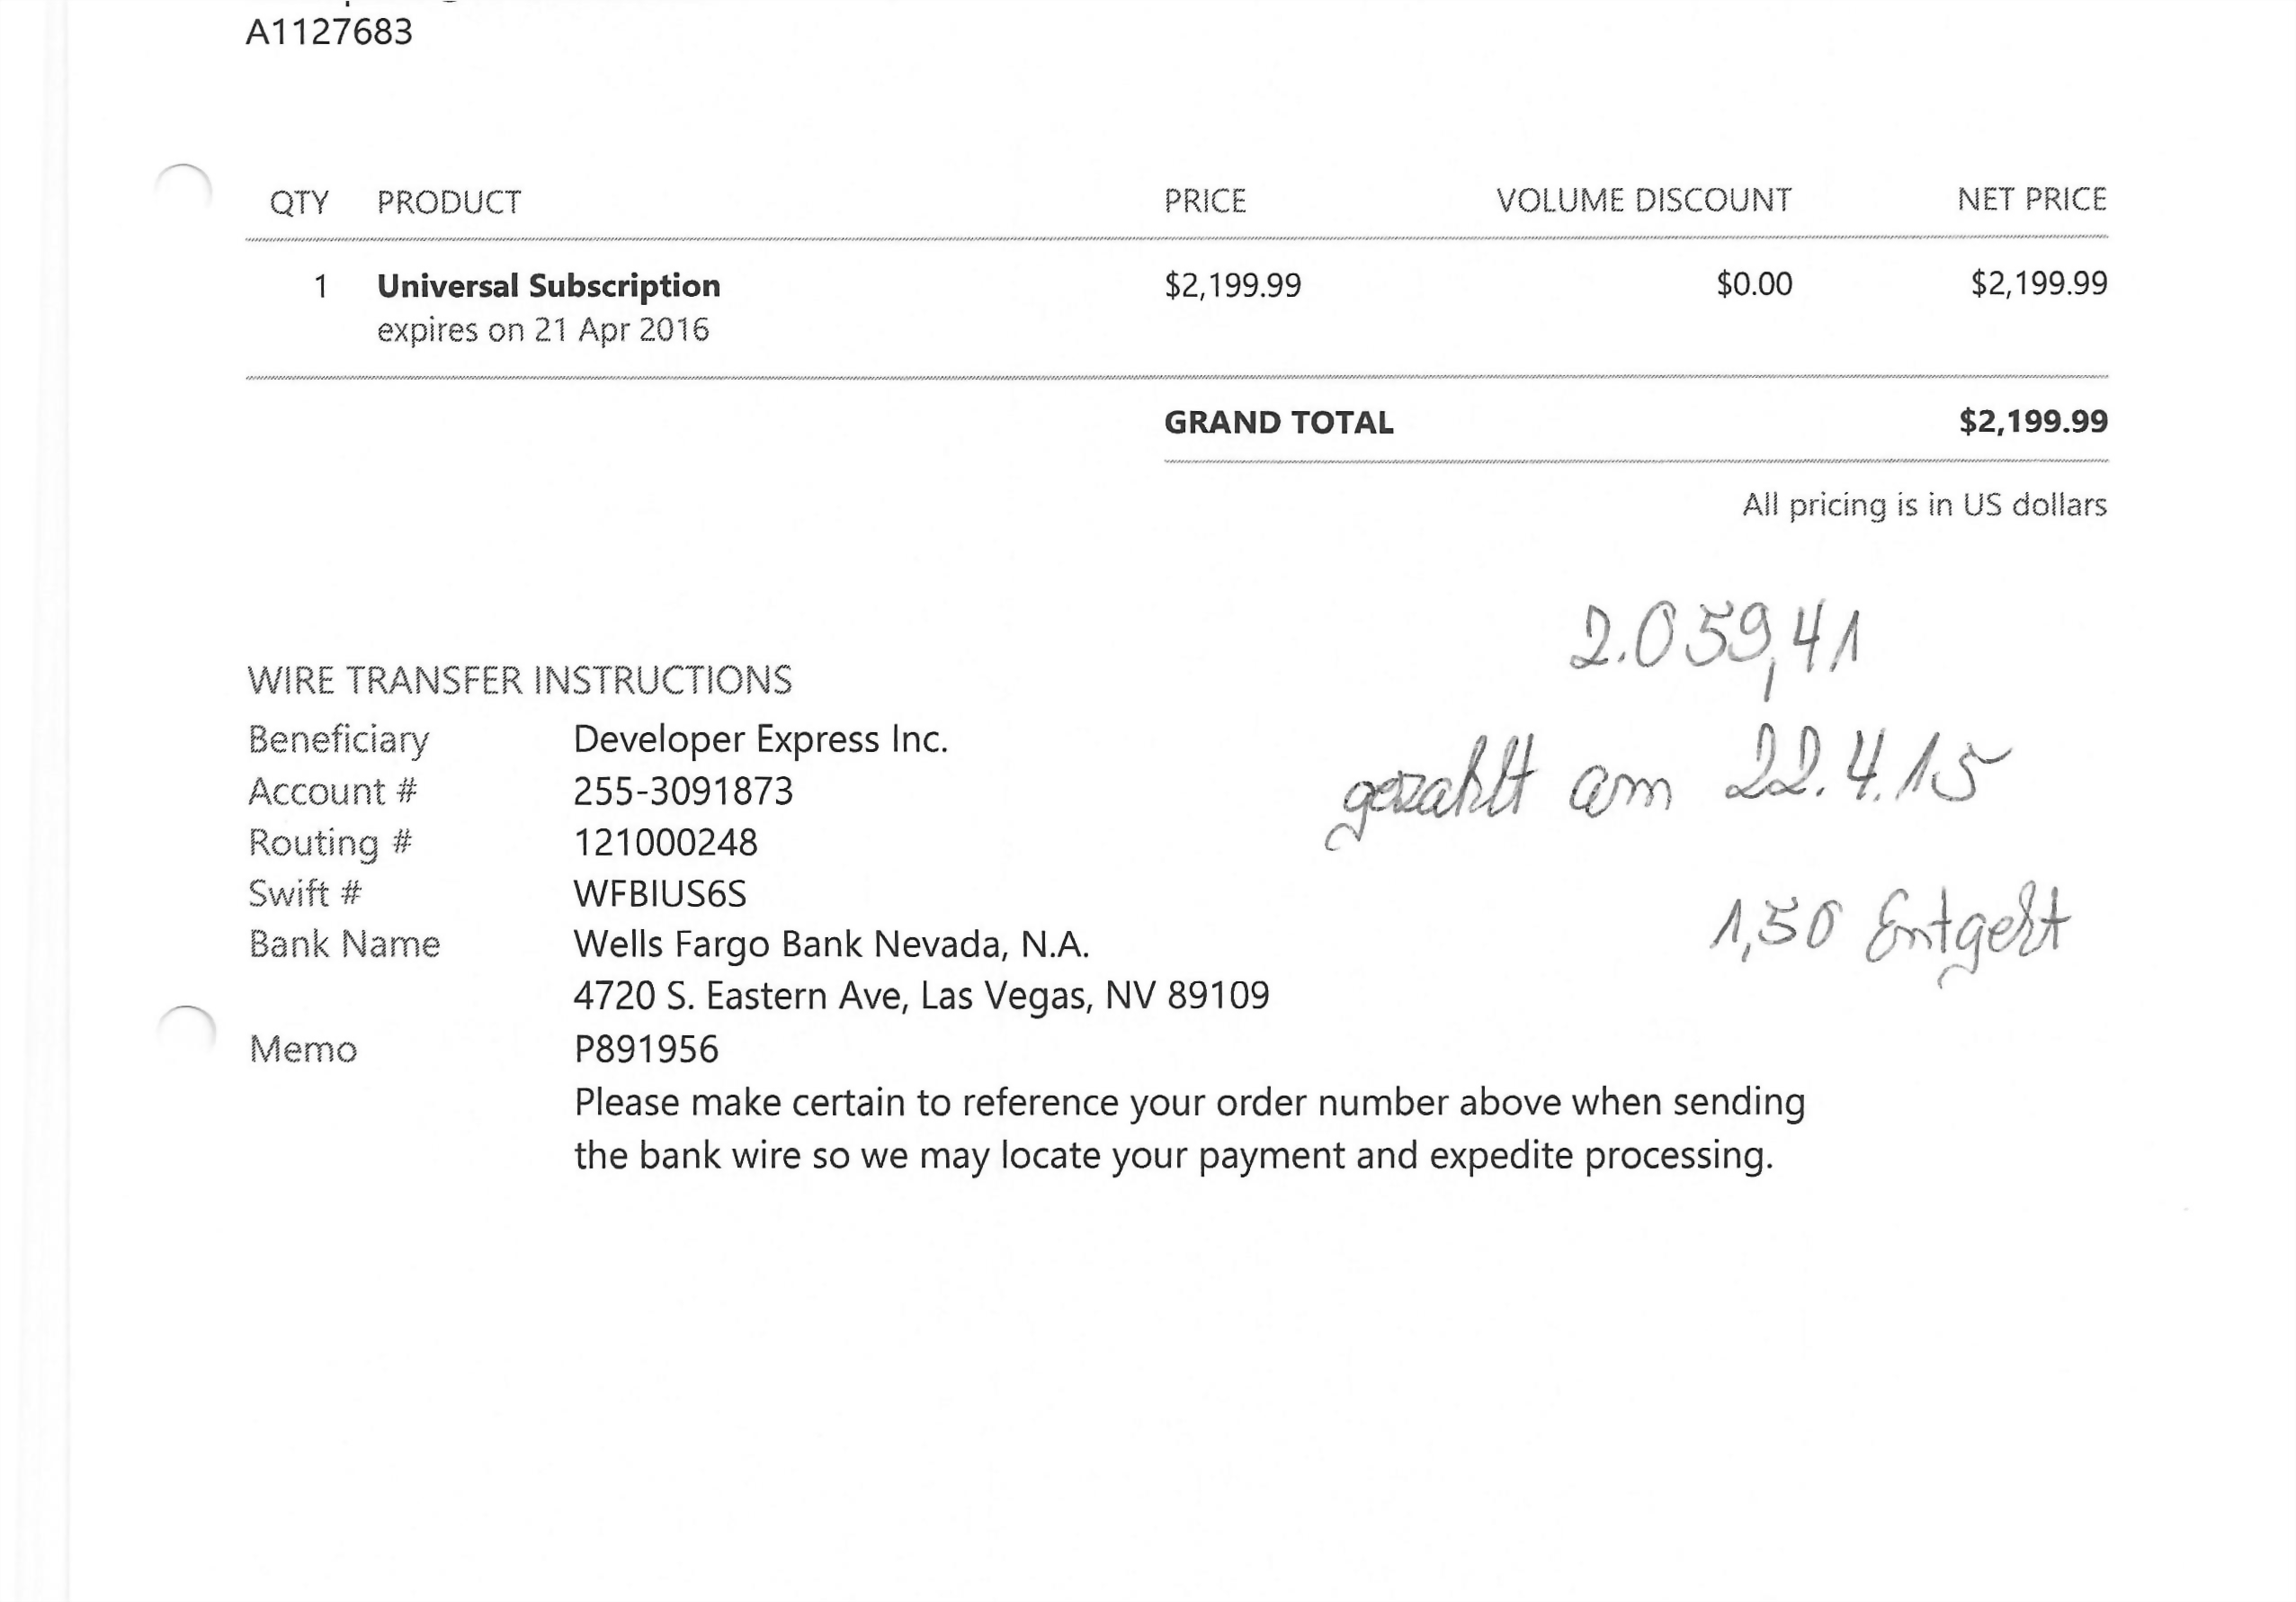 A1127683
QTY PRODUCT PRICE VOLUME DISCOUNT NET PRICE
1 Universal Subscription $2,199.99 $0.00 $2,199.99
expires on 21 Apr 2016
GRAND TOTAL $2,199.99
All pricing is in US dollars
2.059,41
WIRE TRANSFER INSTRUCTIONS
Beneficiary Developer Express Inc.
gezahlt am 22.4.15
Account # 255-3091873
Routing # 121000248
Swift # WFBIUS6S
1,50 Entgelt
Bank Name Wells Fargo Bank Nevada, N.A.
4720 S. Eastern Ave, Las Vegas, NV 89109
Memo P891956
Please make certain to reference your order number above when sending
the bank wire so we may locate your payment and expedite processing.